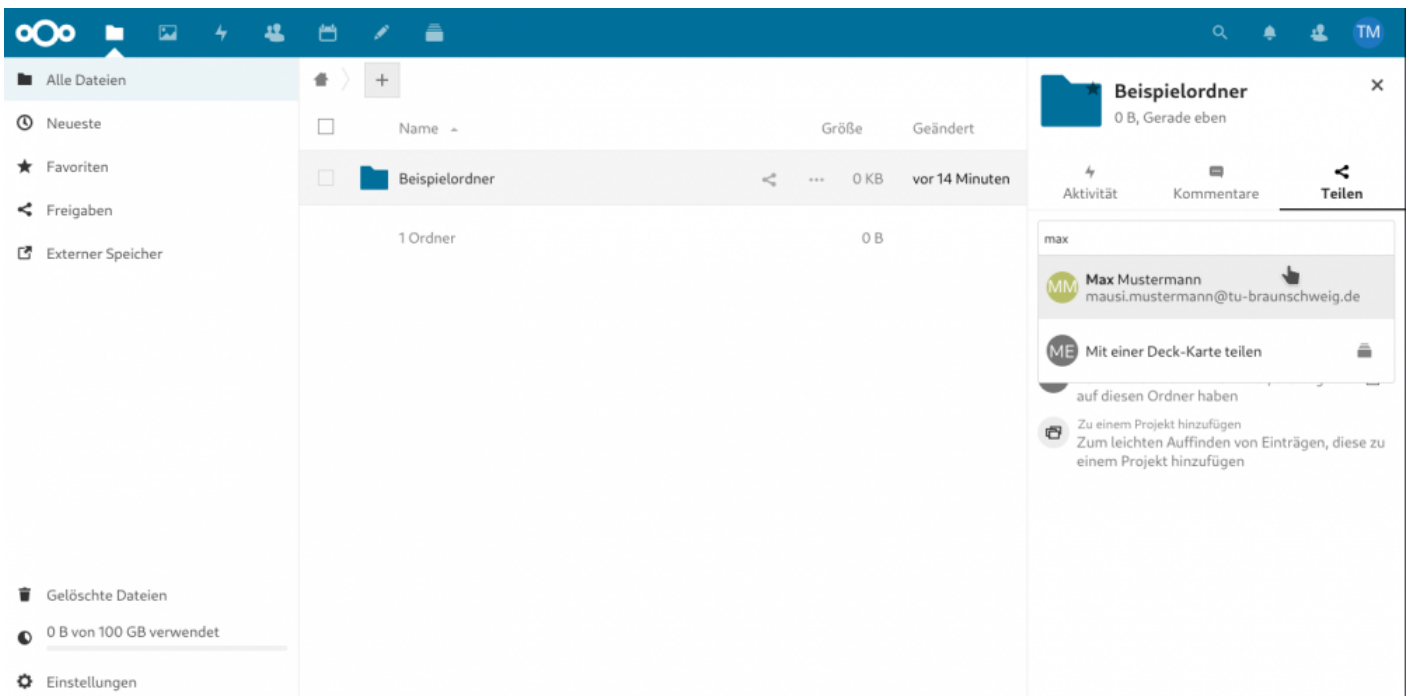 TM
Alle Dateien
Neueste
Favoriten
Freigaben
Externer Speicher
Gelöschte Dateien
0 B von 100 GB verwendet
Einstellungen
+
Name Größe Geändert
Beispielordner 0 KB vor 14 Minuten
1 Ordner 0 B
Beispielordner
0 B, Gerade eben
Aktivität Kommentare Teilen
max
MM Max Mustermann
mausi.mustermann@tu-braunschweig.de
ME Mit einer Deck-Karte teilen
auf diesen Ordner haben
Zu einem Projekt hinzufügen
Zum leichten Auffinden von Einträgen, diese zu
einem Projekt hinzufügen